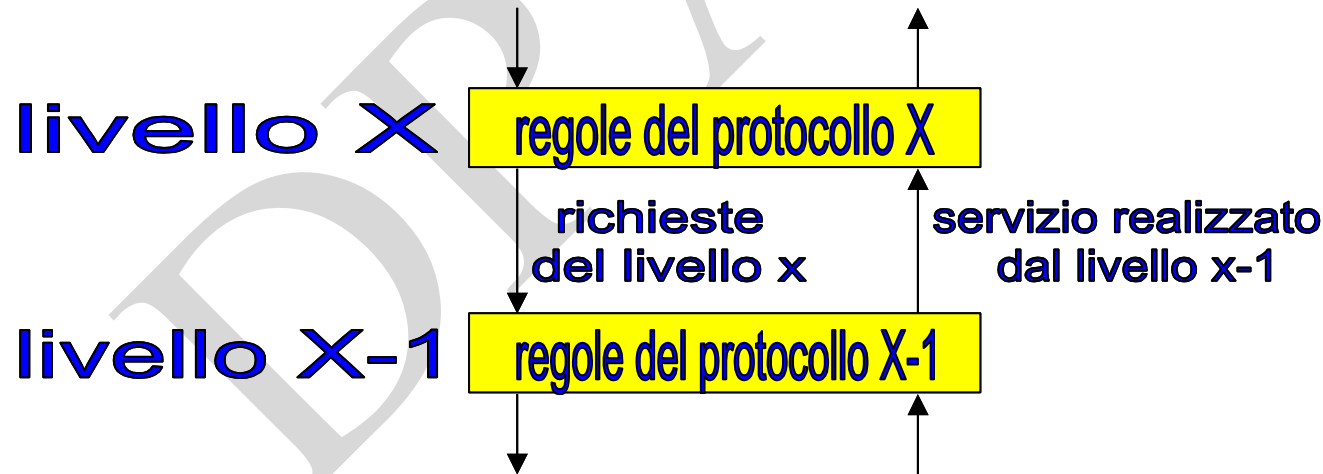 livello X
regole del protocollo X
richieste
del livello x
servizio realizzato
dal livello x-1
livello X-1
regole del protocollo X-1